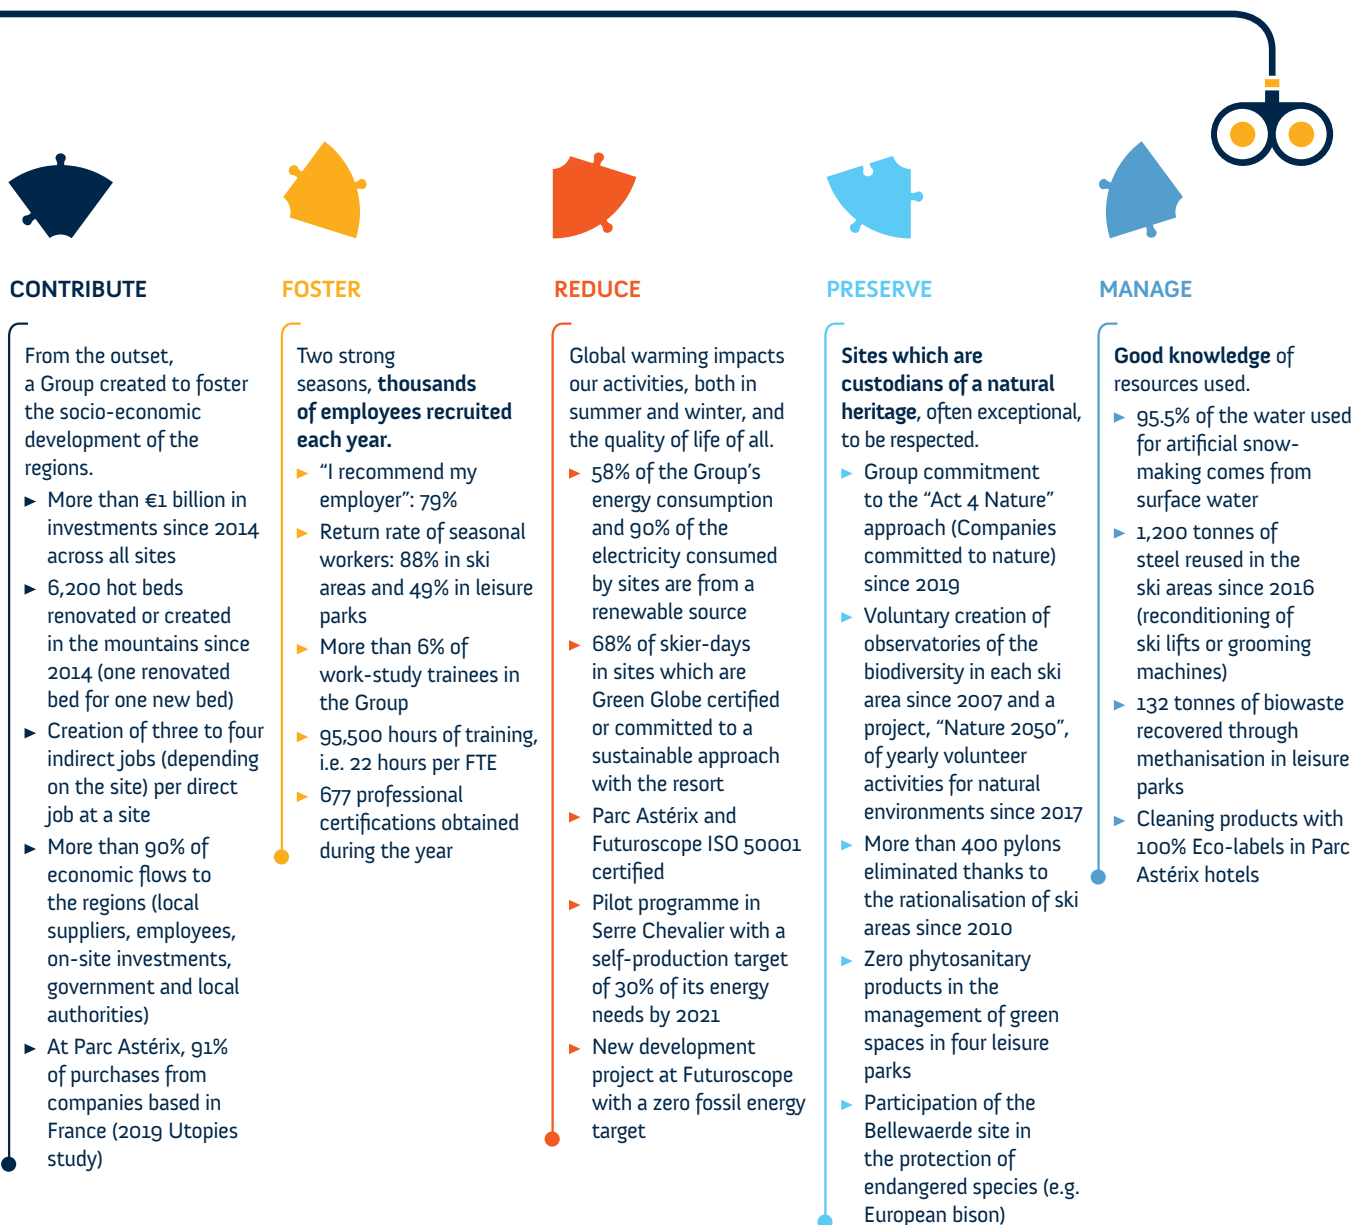 CONTRIBUTE
From the outset,
a Group created to foster
the socio-economic
development of the
regions.
► More than €1 billion in
investments since 2014
across all sites
► 6,200 hot beds
renovated or created
in the mountains since
2014 (one renovated
bed for one new bed)
► Creation of three to four
indirect jobs (depending
on the site) per direct
job at a site
► More than 90% of
economic flows to
the regions (local
suppliers, employees,
on-site investments,
government and local
authorities)
► At Parc Astérix, 91%
of purchases from
companies based in
France (2019 Utopies
study)
FOSTER
Two strong
seasons, thousands
of employees recruited
each year.
► “I recommend my
employer”: 79%
► Return rate of seasonal
workers: 88% in ski
areas and 49% in leisure
parks
► More than 6% of
work-study trainees in
the Group
► 95,500 hours of training,
i.e. 22 hours per FTE
► 677 professional
certifications obtained
during the year
REDUCE
Global warming impacts
our activities, both in
summer and winter, and
the quality of life of all.
► 58% of the Group’s
energy consumption
and 90% of the
electricity consumed
by sites are from a
renewable source
► 68% of skier-days
in sites which are
Green Globe certified
or committed to a
sustainable approach
with the resort
► Parc Astérix and
Futuroscope ISO 50001
certified
► Pilot programme in
Serre Chevalier with a
self-production target
of 30% of its energy
needs by 2021
► New development
project at Futuroscope
with a zero fossil energy
target
PRESERVE
Sites which are
custodians of a natural
heritage, often exceptional,
to be respected.
► Group commitment
to the “Act 4 Nature”
approach (Companies
committed to nature)
since 2019
► Voluntary creation of
observatories of the
biodiversity in each ski
area since 2007 and a
project, “Nature 2050”,
of yearly volunteer
activities for natural
environments since 2017
► More than 400 pylons
eliminated thanks to
the rationalisation of ski
areas since 2010
► Zero phytosanitary
products in the
management of green
spaces in four leisure
parks
► Participation of the
Bellewaerde site in
the protection of
endangered species (e.g.
European bison)
MANAGE
Good knowledge of
resources used.
► 95.5% of the water used
for artificial snow-
making comes from
surface water
► 1,200 tonnes of
steel reused in the
ski areas since 2016
(reconditioning of
ski lifts or grooming
machines)
► 132 tonnes of biowaste
recovered through
methanisation in leisure
parks
► Cleaning products with
100% Eco-labels in Parc
Astérix hotels